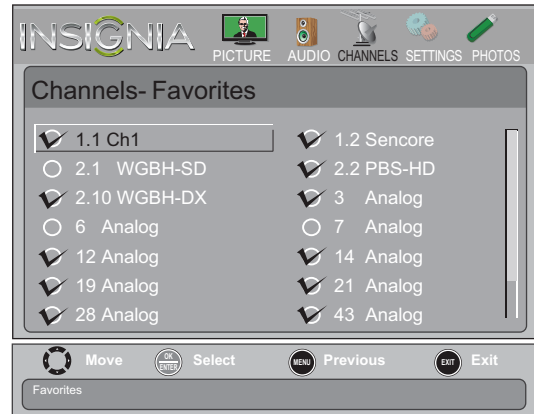 INSIGNIA
PICTURE AUDIO CHANNELS SETTINGS PHOTOS
Channels- Favorites
1.1 Ch1
1.2 Sencore
2.1 WGBH-SD
2.2 PBS-HD
2.10 WGBH-DX
3 Analog
6 Analog
7 Analog
12 Analog
14 Analog
19 Analog
21 Analog
28 Analog
43 Analog
Move OK ENTER Select MENU Previous EXIT Exit
Favorites